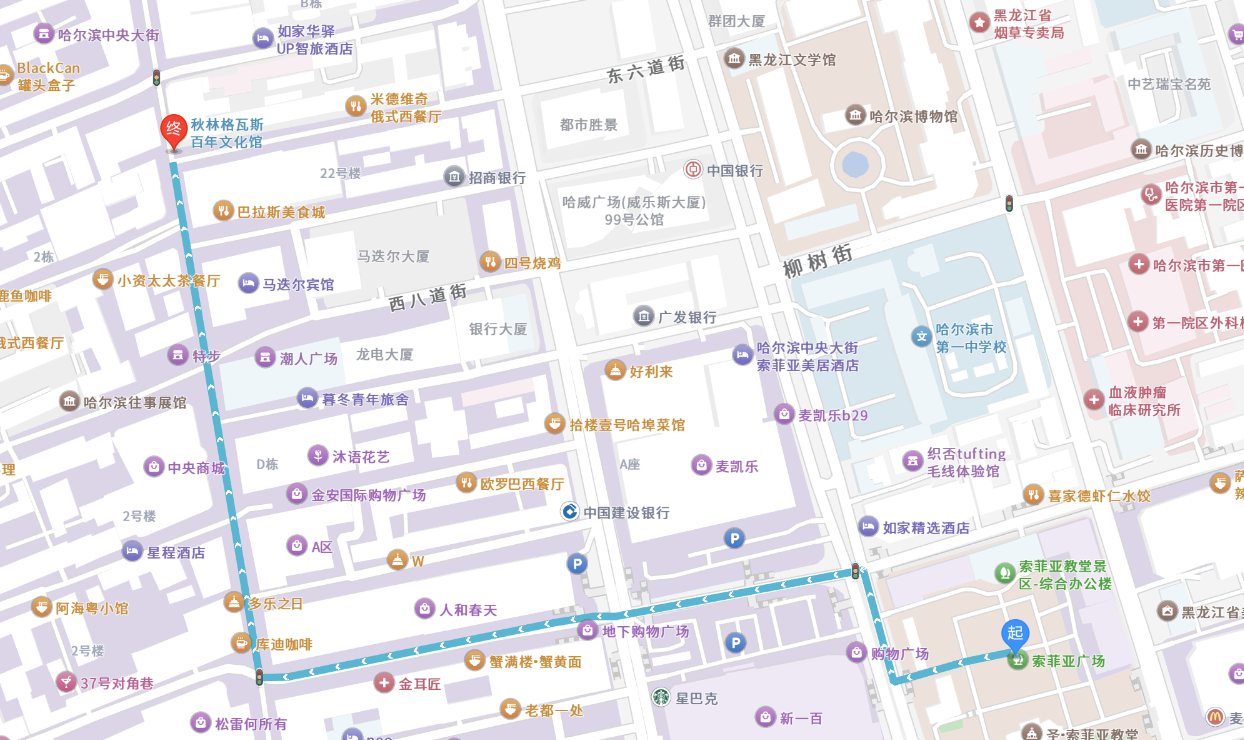 B栋
哈尔滨中央大街
如家华驿
UP智旅酒店
群团大厦
黑龙江省
烟草专卖局
BlackCan
罐头盒子
东六道街
黑龙江文学馆
中艺瑞宝名苑
米德维奇
俄式西餐厅
都市胜景
哈尔滨博物馆
终
秋林格瓦斯
百年文化馆
哈尔滨历史博
22号楼
招商银行
中国银行
哈尔滨市第一
医院第一院区
巴拉斯美食城
哈威广场(威乐斯大厦)
99号公馆
2栋
马迭尔大厦
四号烧鸡
柳树街
哈尔滨市第一医
小资太太茶餐厅
马迭尔宾馆
鹿鱼咖啡
西八道街
广发银行
第一院区外科楼
银行大厦
哈尔滨市
第一中学校
俄式西餐厅
特步
潮人广场
龙电大厦
哈尔滨中央大街
索菲亚美居酒店
好利来
血液肿瘤
临床研究所
哈尔滨往事展馆
暮冬青年旅舍
麦凯乐b29
拾楼壹号哈埠菜馆
理
中央商城
D栋
沐语花艺
A座
麦凯乐
织否tufting
毛线体验馆
金安国际购物广场
欧罗巴西餐厅
喜家德虾仁水饺
萨
辣
2号楼
中国建设银行
如家精选酒店
星程酒店
A区
W
P
P
索菲亚教堂景
区-综合办公楼
阿海粤小馆
多乐之日
人和春天
黑龙江省美
库迪咖啡
地下购物广场
P
起
2号楼
蟹满楼·蟹黄面
购物广场
索菲亚广场
37号对角巷
金耳匠
星巴克
老都一处
新一百
松雷何所有
圣·索菲亚教堂
麦